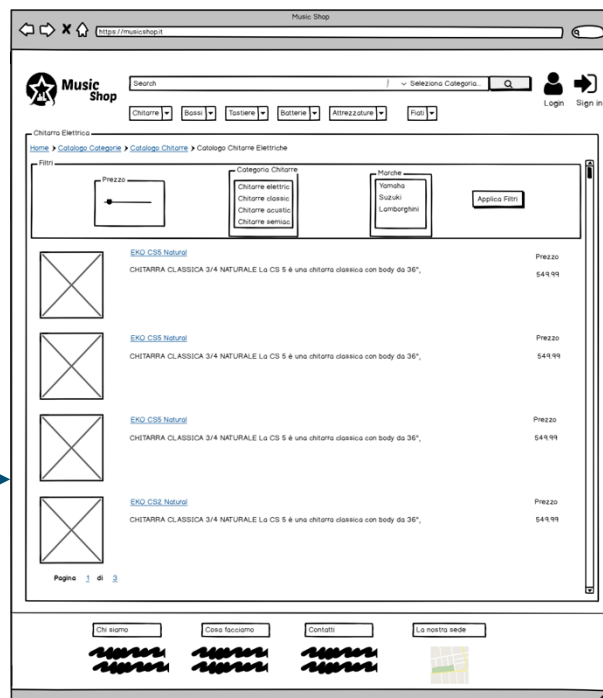 Music Shop
https://musicshop.it
Music Shop
Search
Seleziona Categoria..
Login
Sign in
Chitarre
Bassi
Tastiere
Batterie
Attrezzature
Fiati
Chitarra Elettrica
Home > Catalogo Categorie > Catalogo Chitarre > Catalogo Chitarre Elettriche
Filtri
Prezzo
Categoria Chitarre
Chitarre elettric
Chitarre classic
Chitarre acustic
Chitarre semiac
Marche
Yamaha
Suzuki
Lamborghini
Applica Filtri
EKO CS5 Natural
Prezzo
CHITARRA CLASSICA 3/4 NATURALE La CS 5 è una chitarra classica con body da 36",
549.99
EKO CS5 Natural
Prezzo
CHITARRA CLASSICA 3/4 NATURALE La CS 5 è una chitarra classica con body da 36",
549.99
EKO CS5 Natural
Prezzo
CHITARRA CLASSICA 3/4 NATURALE La CS 5 è una chitarra classica con body da 36",
549.99
EKO CS2 Natural
Prezzo
CHITARRA CLASSICA 3/4 NATURALE La CS 5 è una chitarra classica con body da 36",
549.99
Pagina 1 di 3
Chi siamo
Cosa facciamo
Contatti
La nostra sede